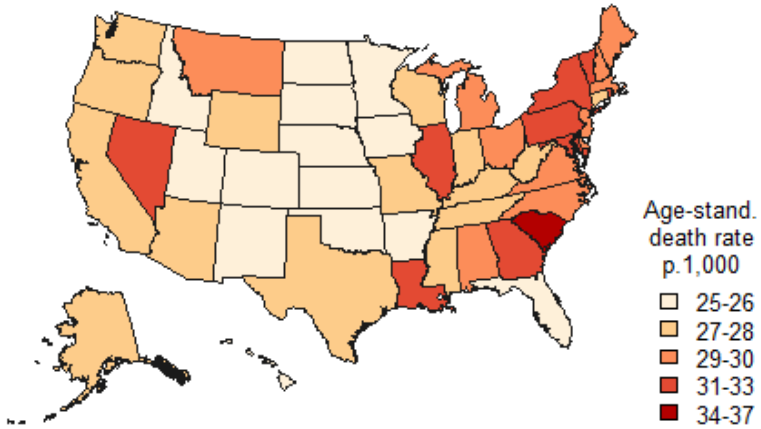 Age-stand.
death rate
p.1,000
25-26
27-28
29-30
31-33
34-37